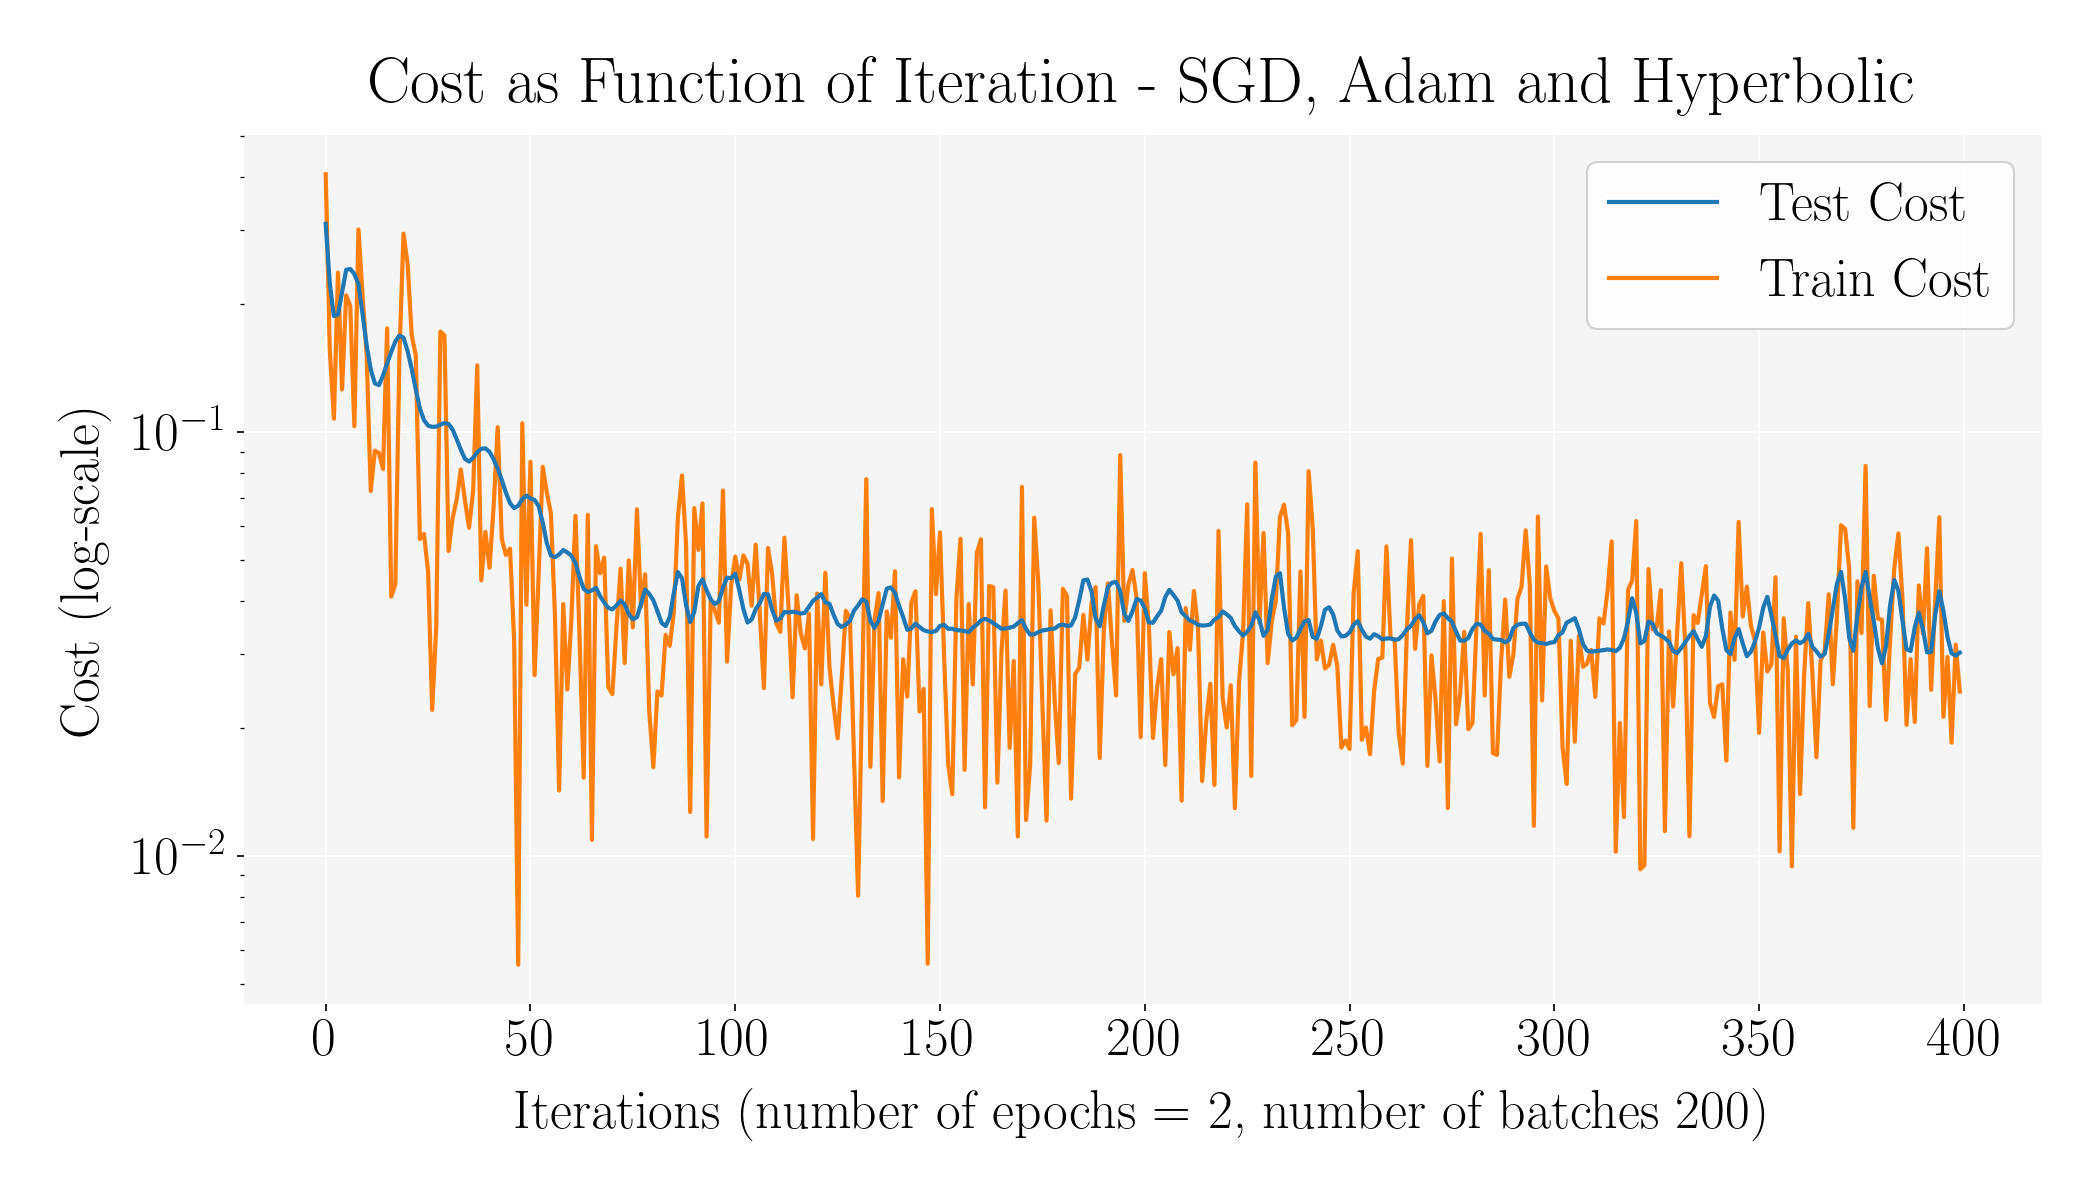 Cost as Function of Iteration - SGD, Adam and Hyperbolic
Test Cost
Train Cost
Cost (log-scale)
10⁻¹
10⁻²
0 50 100 150 200 250 300 350 400
Iterations (number of epochs = 2, number of batches 200)